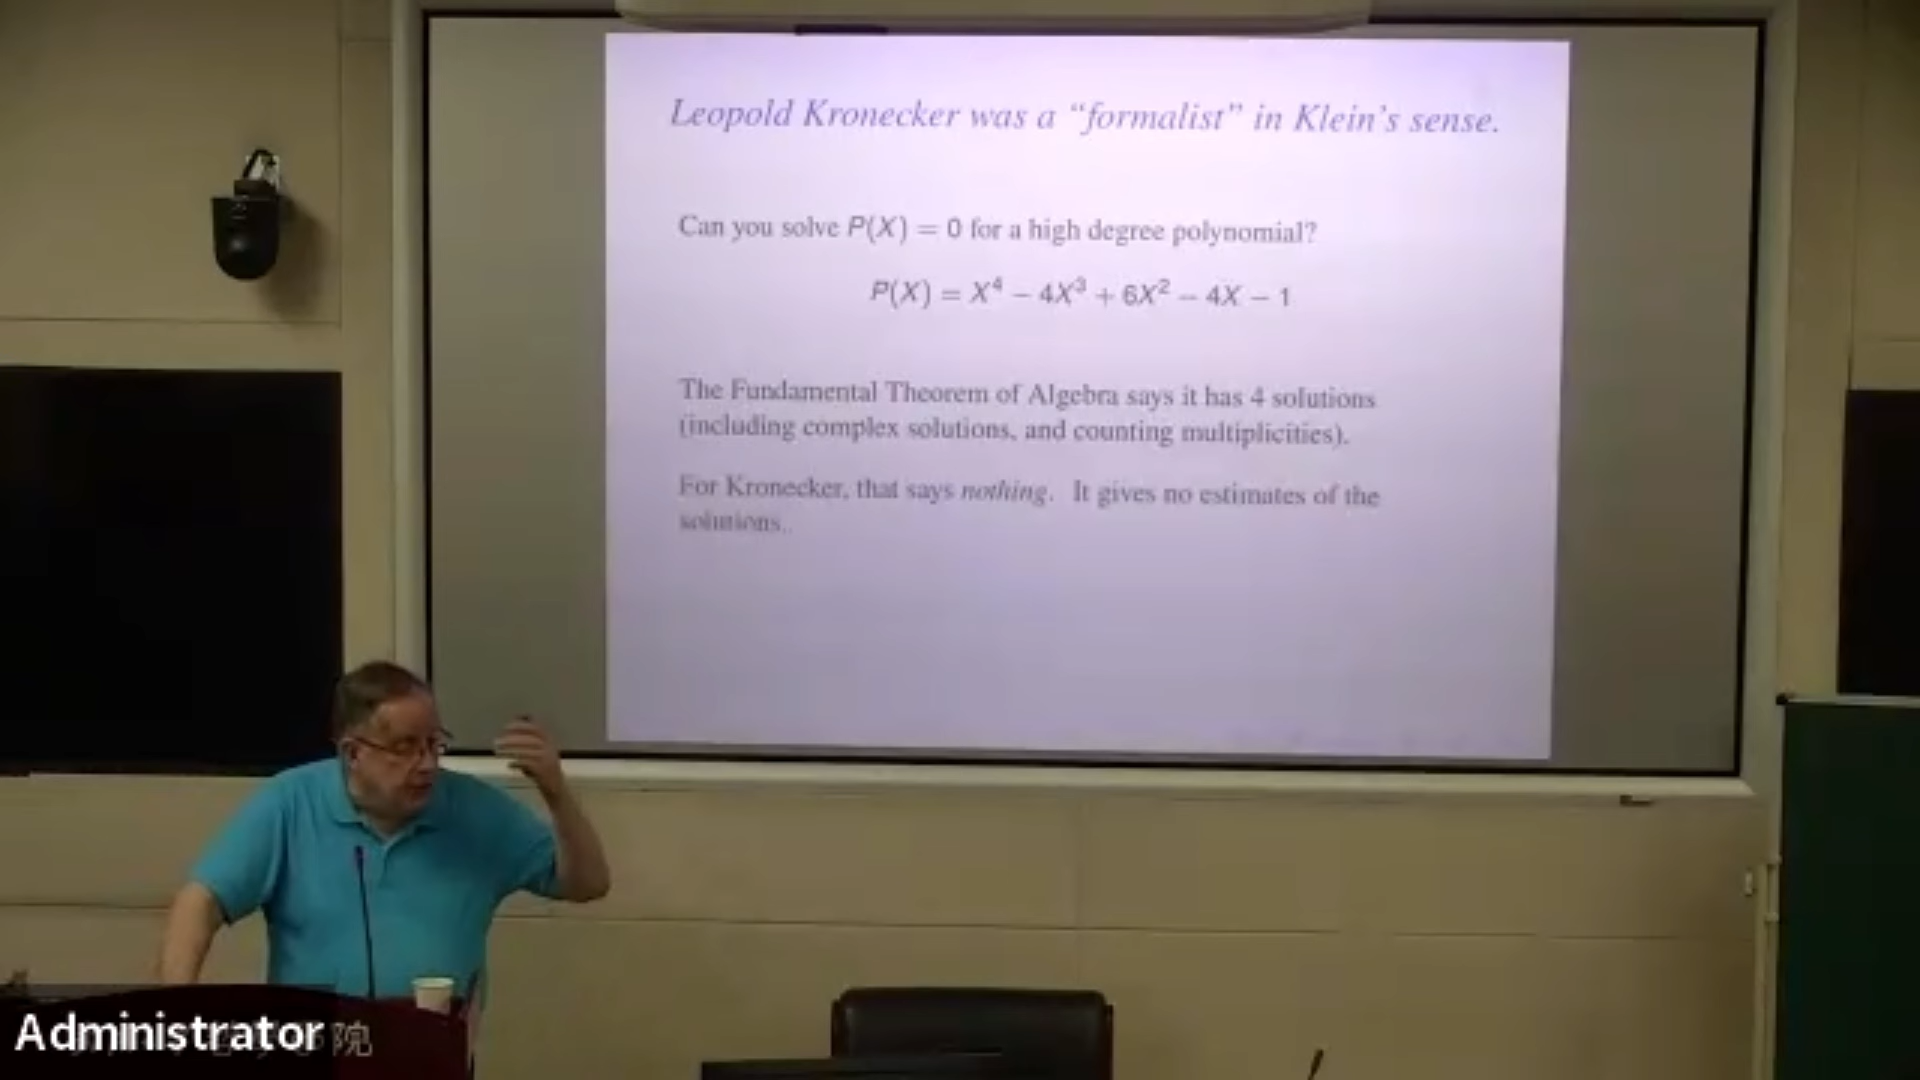 Leopold Kronecker was a “formalist” in Klein’s sense.
Can you solve P(X) = 0 for a high degree polynomial?
P(X) = X⁴ − 4X³ + 6X² − 4X − 1
The Fundamental Theorem of Algebra says it has 4 solutions
(including complex solutions, and counting multiplicities).
For Kronecker, that says nothing. It gives no estimates of the
solutions.
Administrator
院